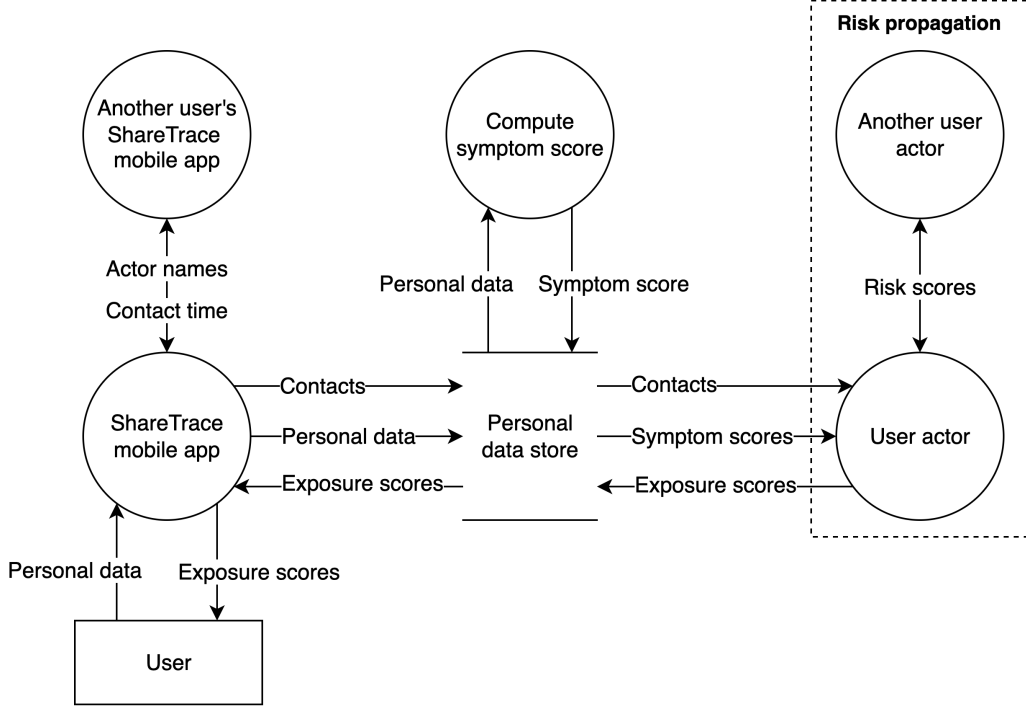 Risk propagation
Another user's
ShareTrace
mobile app
Compute
symptom score
Another user
actor
Actor names
Contact time
Personal data
Symptom score
Risk scores
ShareTrace
mobile app
Contacts
Personal data
Exposure scores
Personal
data store
Contacts
Symptom scores
Exposure scores
User actor
Personal data
Exposure scores
User